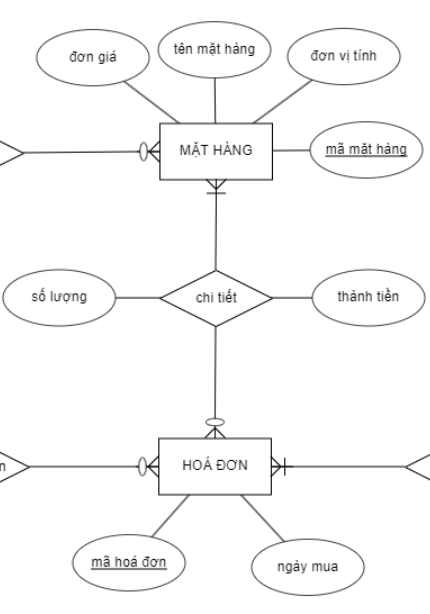 đơn giá
tên mặt hàng
đơn vị tính
MẶT HÀNG
mã mặt hàng
số lượng
chi tiết
thành tiền
n
HOÁ ĐƠN
mã hoá đơn
ngày mua